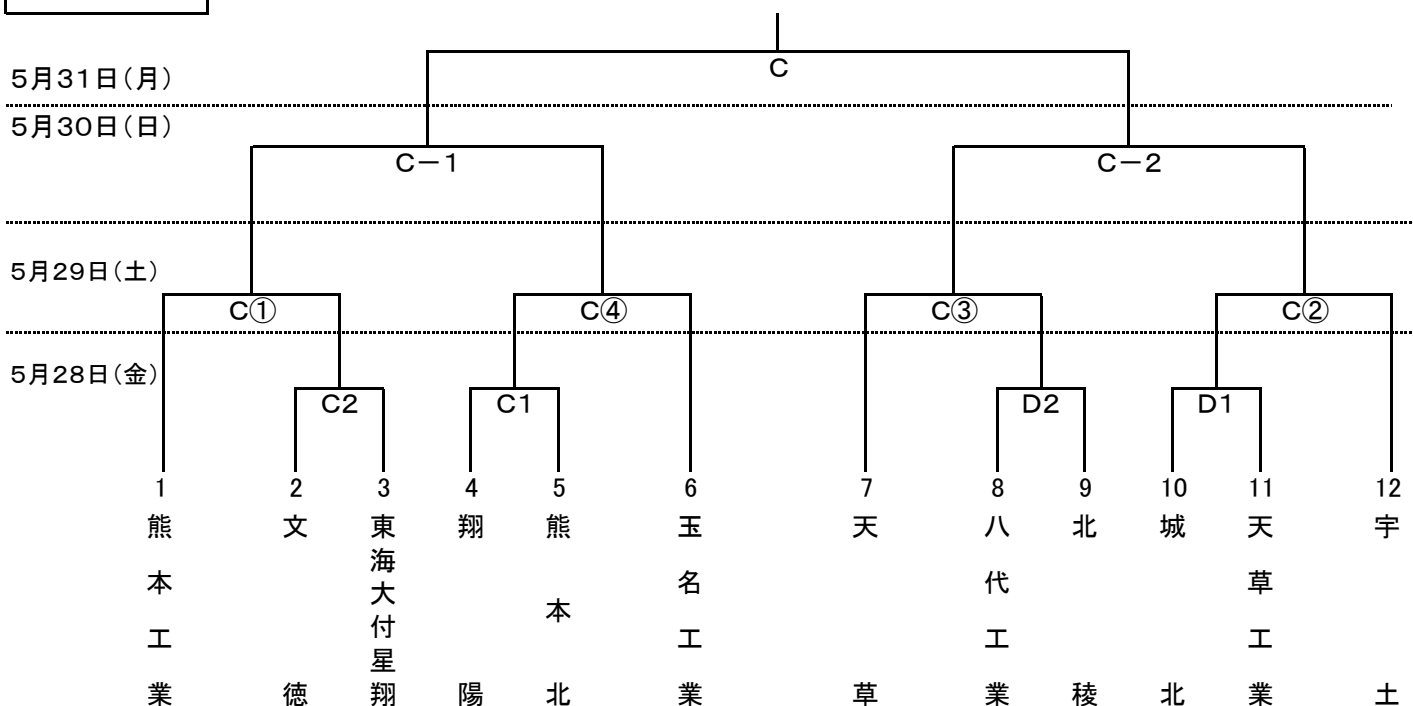 C
5月31日(月)
5月30日(日)
C－1
C－2
5月29日(土)
C①
C④
C③
C②
5月28日(金)
C2
C1
D2
D1
1
2
3
4
5
6
7
8
9
10
11
12
熊本工業
文徳
東海大付星翔
翔陽
熊本北
玉名工業
天草
八代工業
北稜
城北
天草工業
宇土